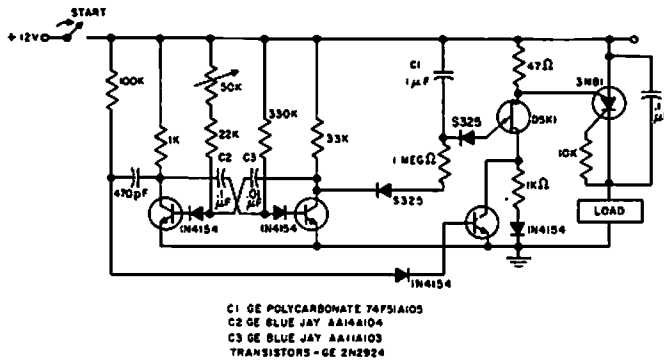 START
+12V
100K
50K
1K
22K
330K
33K
C1
1μF
47Ω
3N81
.1
μF
S325
D5K1
1 MEGΩ
10K
C2
C3
470pF
.1
μF
.01
μF
1KΩ
S325
LOAD
1N4154
1N4154
1N4154
1N4154
C1 GE POLYCARBONATE 74F51A105
C2 GE BLUE JAY AA14A104
C3 GE BLUE JAY AA11A103
TRANSISTORS - GE 2N2924